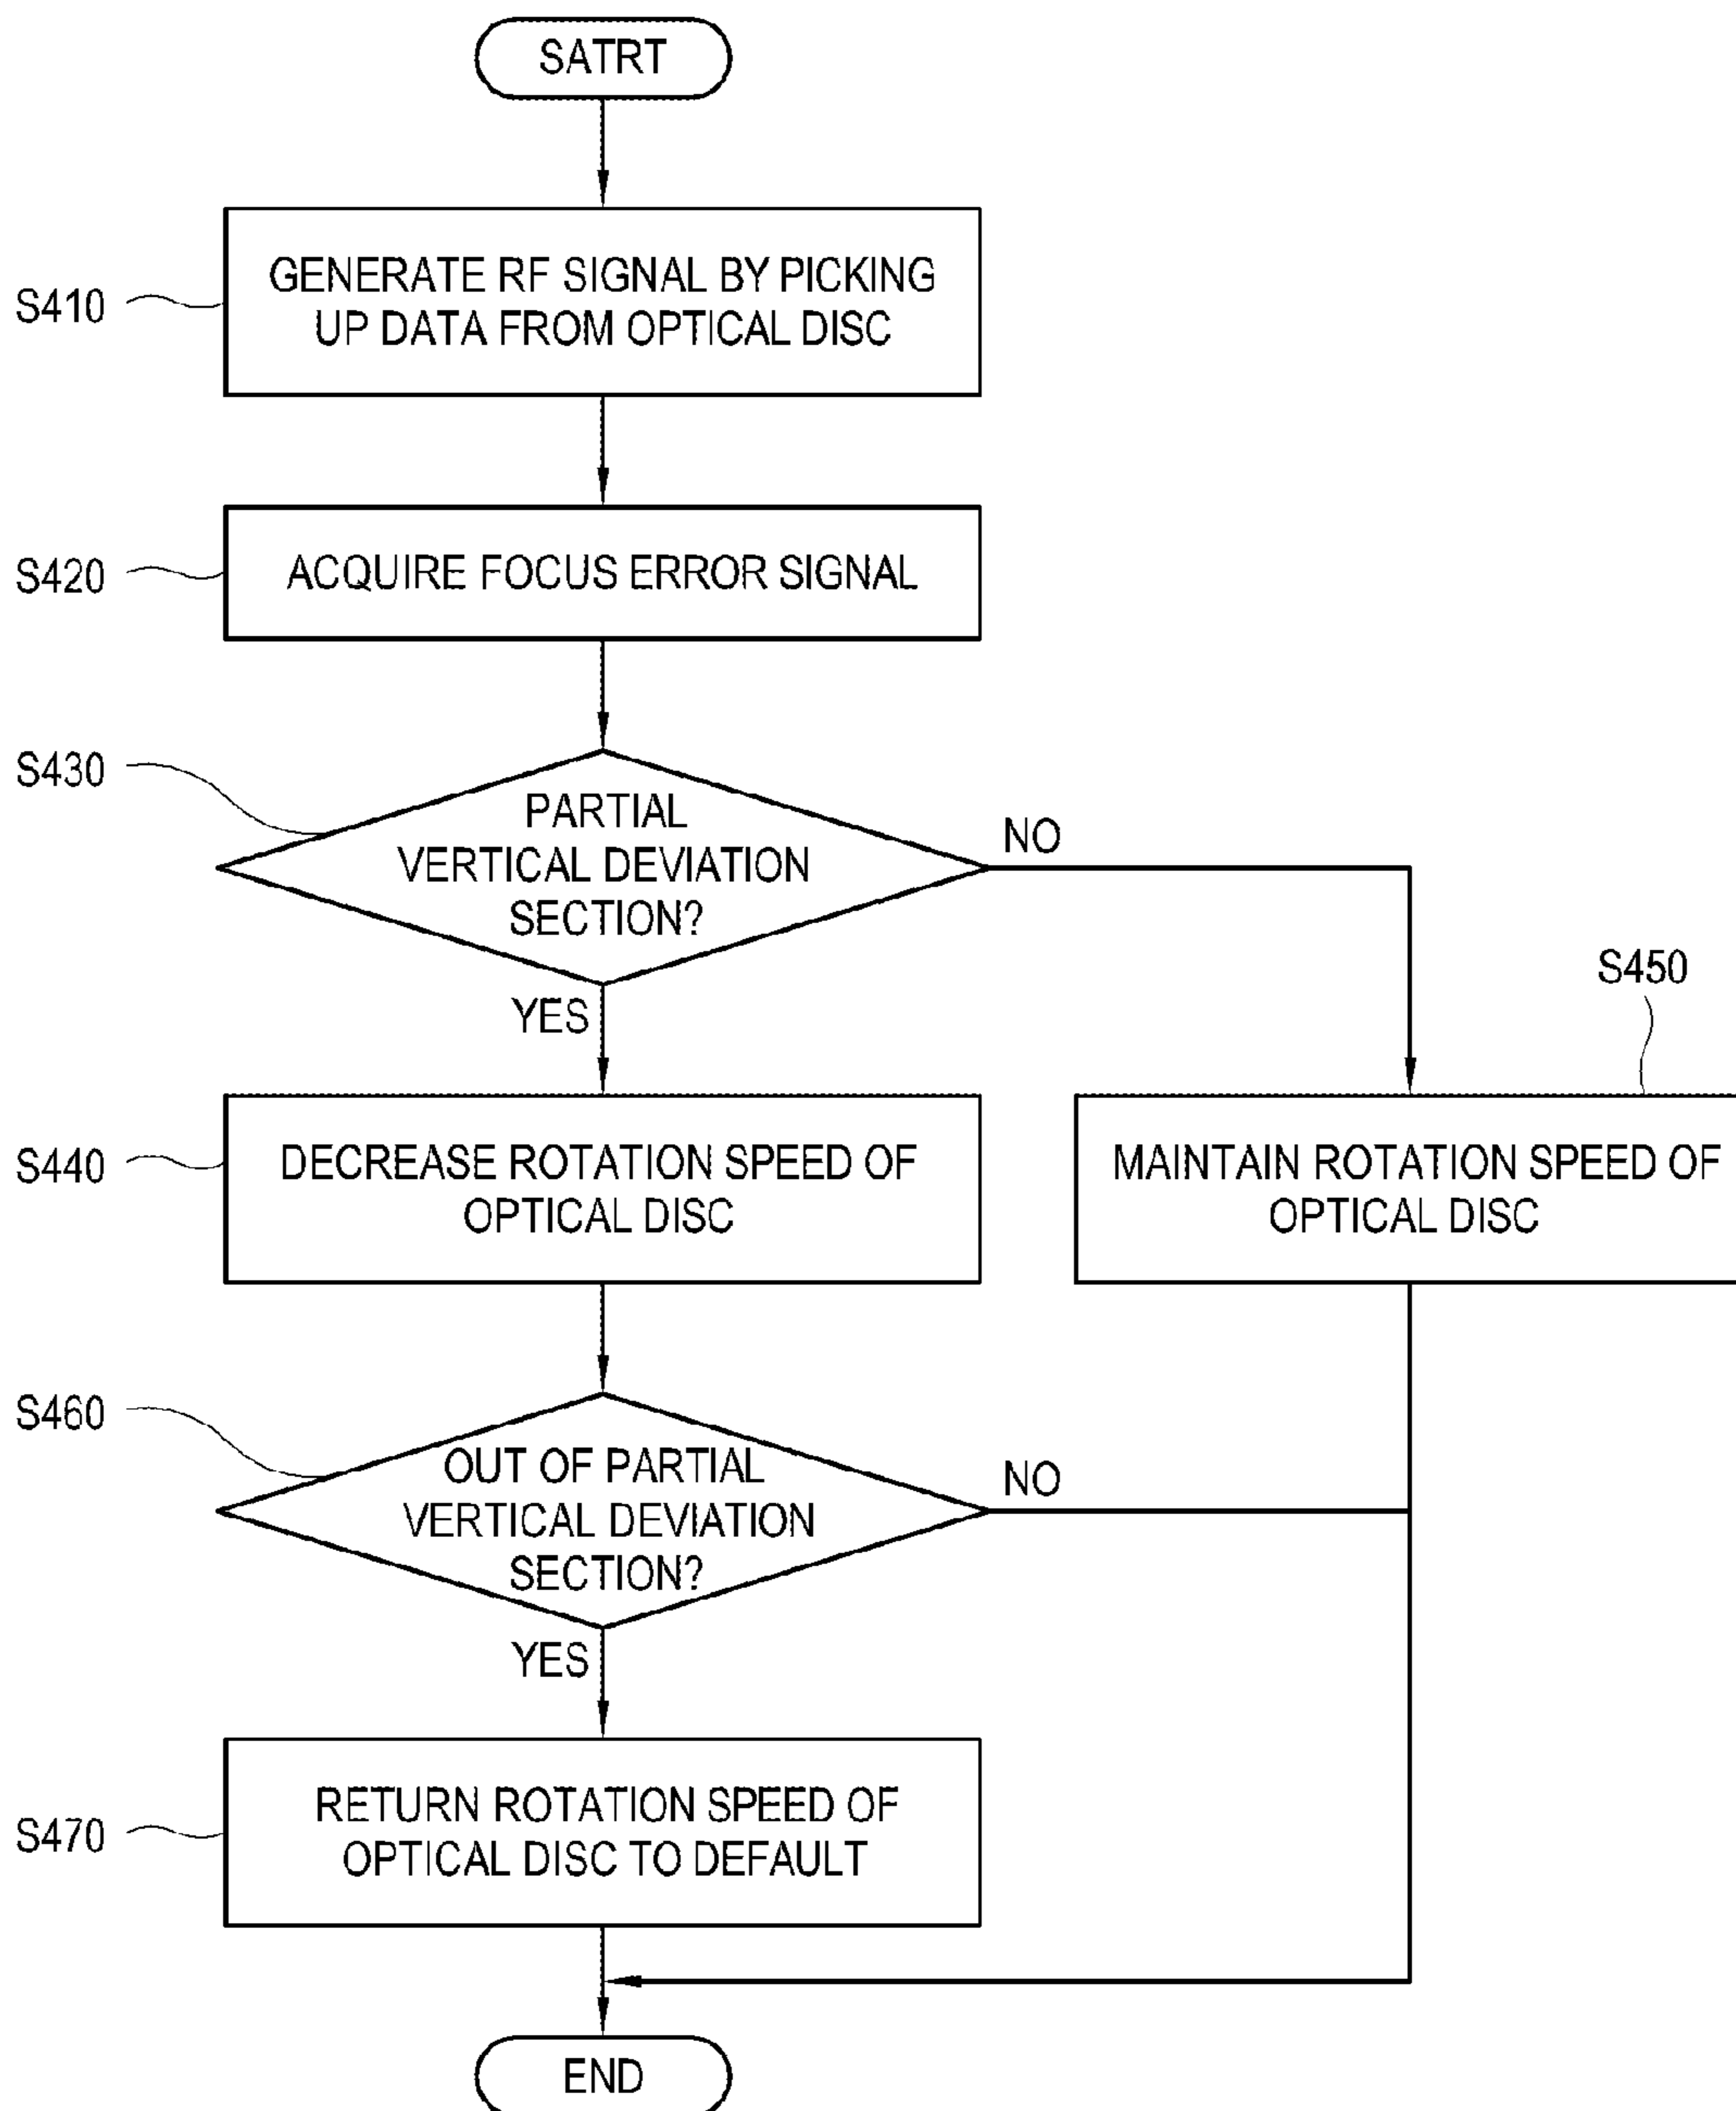 SATRT
S410
GENERATE RF SIGNAL BY PICKING
UP DATA FROM OPTICAL DISC
S420
ACQUIRE FOCUS ERROR SIGNAL
S430
PARTIAL
VERTICAL DEVIATION
SECTION?
NO
YES
S450
S440
DECREASE ROTATION SPEED OF
OPTICAL DISC
MAINTAIN ROTATION SPEED OF
OPTICAL DISC
S460
OUT OF PARTIAL
VERTICAL DEVIATION
SECTION?
NO
YES
S470
RETURN ROTATION SPEED OF
OPTICAL DISC TO DEFAULT
END